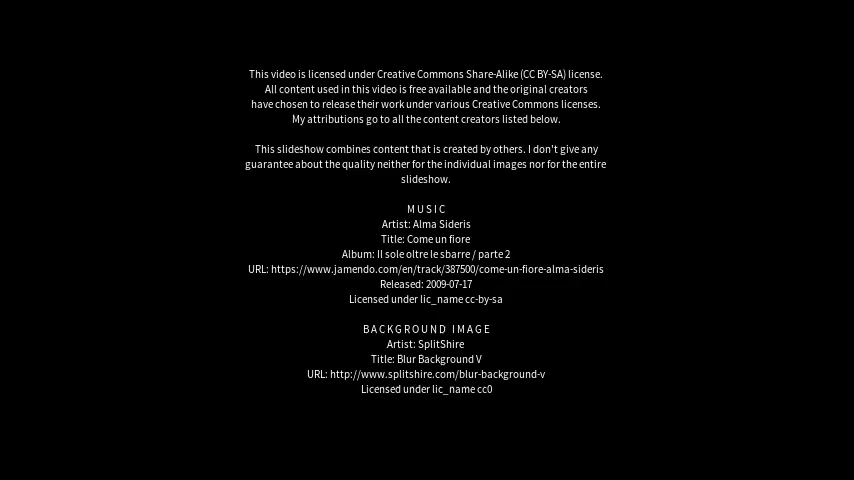 This video is licensed under Creative Commons Share-Alike (CC BY-SA) license.
All content used in this video is free available and the original creators
have chosen to release their work under various Creative Commons licenses.
My attributions go to all the content creators listed below.
This slideshow combines content that is created by others. I don't give any
guarantee about the quality neither for the individual images nor for the entire
slideshow.
MUSIC
Artist: Alma Sideris
Title: Come un fiore
Album: Il sole oltre le sbarre / parte 2
URL: https://www.jamendo.com/en/track/387500/come-un-fiore-alma-sideris
Released: 2009-07-17
Licensed under lic_name cc-by-sa
BACKGROUND IMAGE
Artist: SplitShire
Title: Blur Background V
URL: http://www.splitshire.com/blur-background-v
Licensed under lic_name cc0